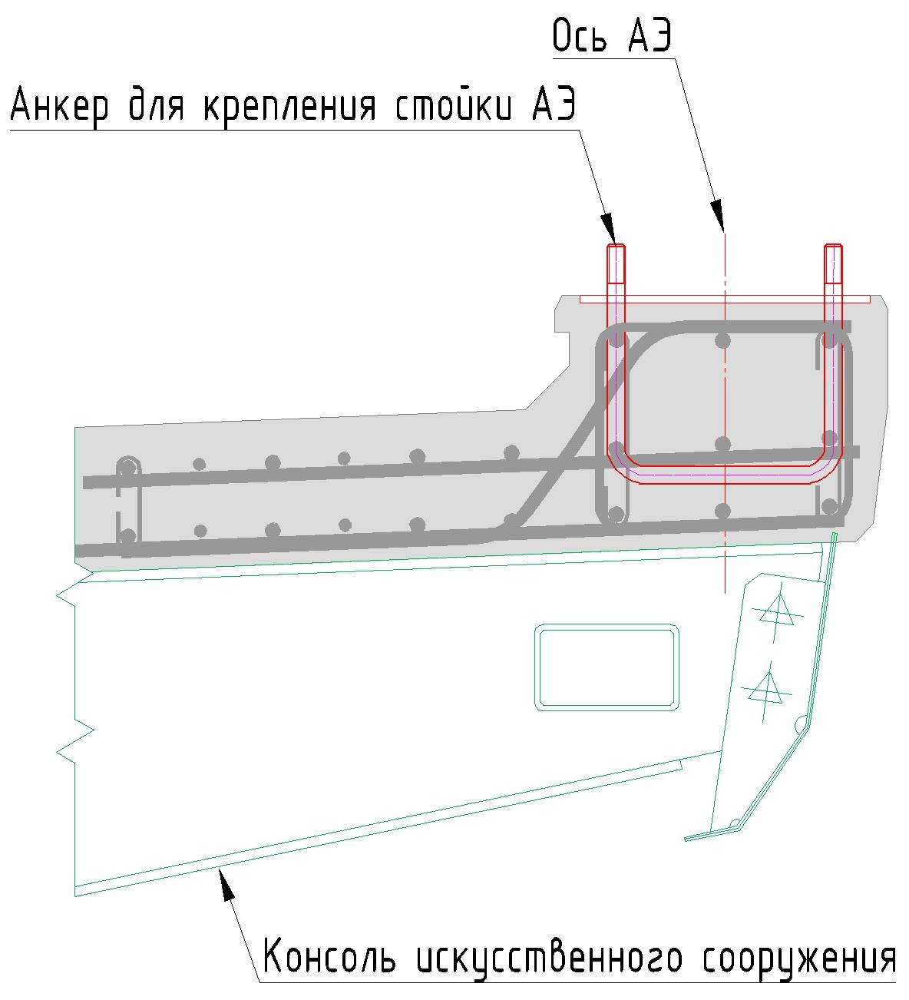 Ось АЭ
Анкер для крепления стойки АЭ
Консоль искусственного сооружения